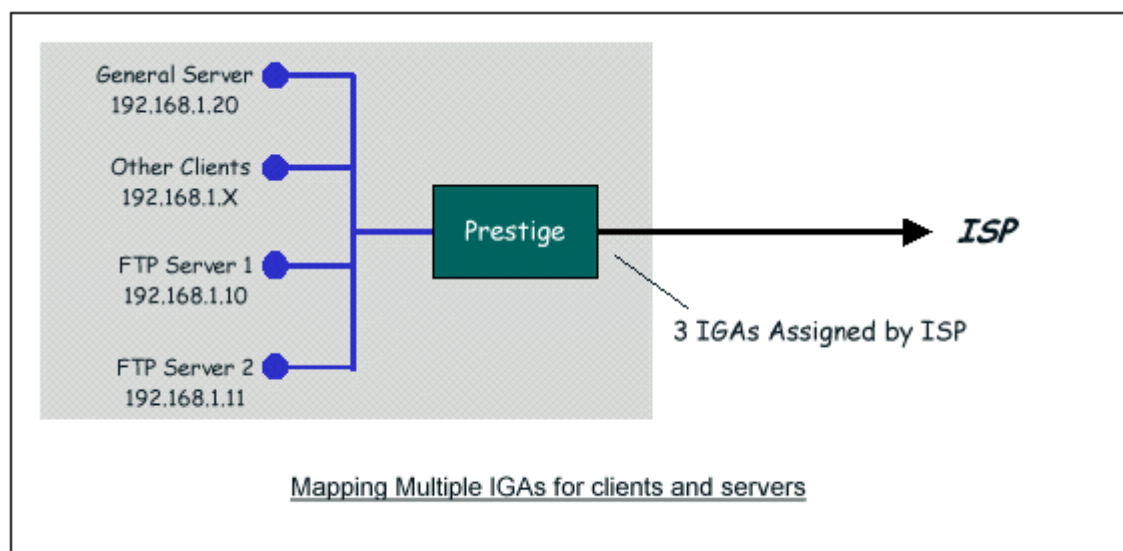 General Server
192.168.1.20
Other Clients
192.168.1.X
FTP Server 1
192.168.1.10
FTP Server 2
192.168.1.11
Prestige
ISP
3 IGAs Assigned by ISP
Mapping Multiple IGAs for clients and servers